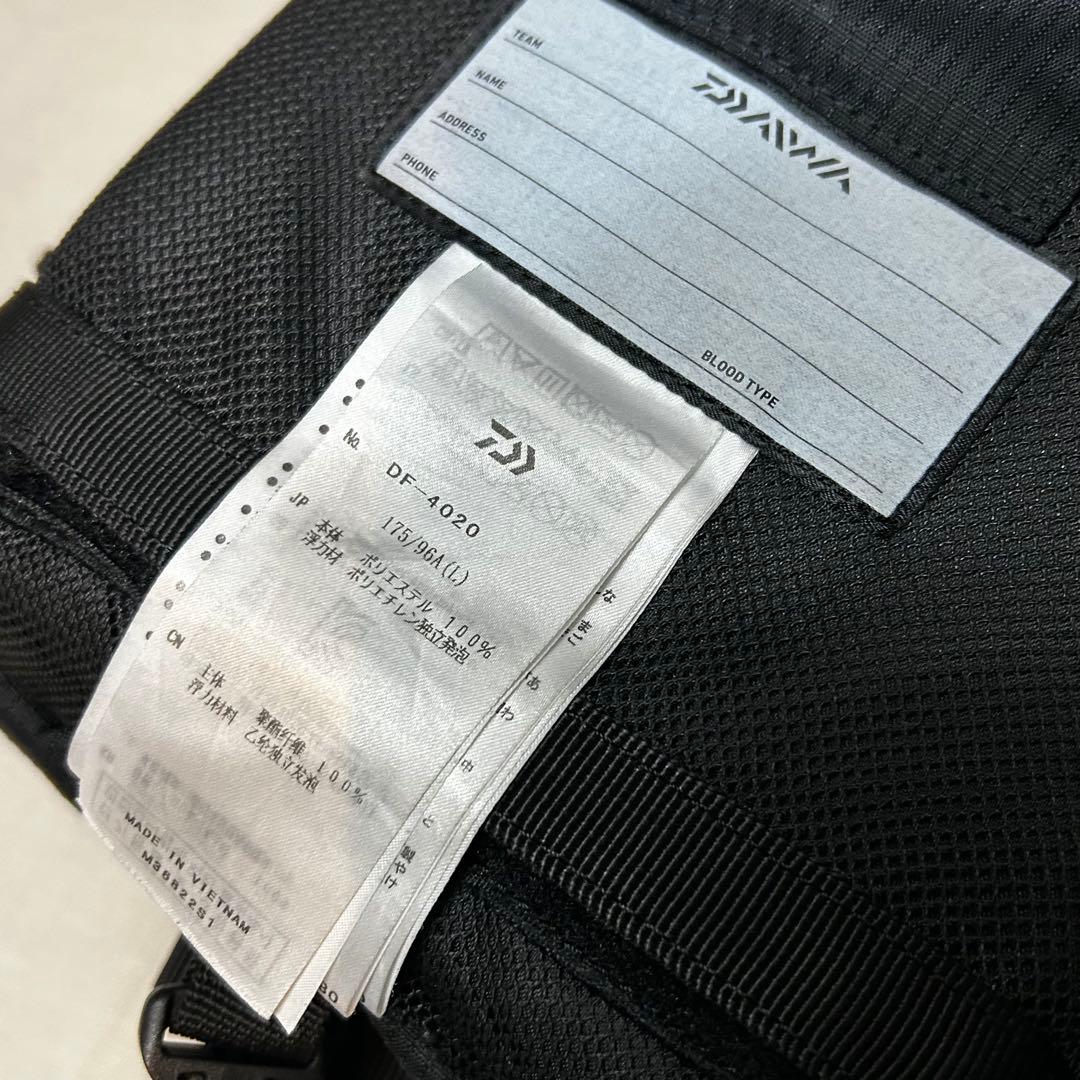 DAIWA
TEAM
NAME
ADDRESS
PHONE
BLOOD TYPE
No. DF-4020
175/96A(L)
JP
本体 ポリエステル 100%
浮力材 ポリエチレン独立発泡
CN
主体 聚酯纤维 100%
浮力材料 乙纶独立发泡
MADE IN VIETNAM
M36822S1